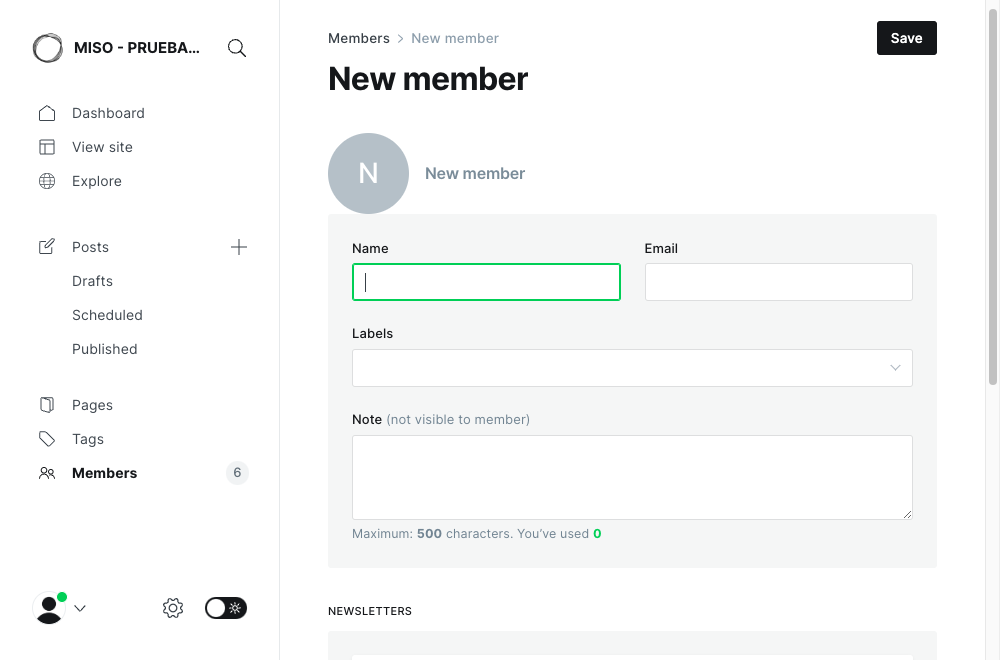 MISO - PRUEBA...
Dashboard
View site
Explore
Posts
Drafts
Scheduled
Published
Pages
Tags
Members 6
Members > New member
Save
New member
N
New member
Name
Email
Labels
Note (not visible to member)
Maximum: 500 characters. You've used 0
NEWSLETTERS